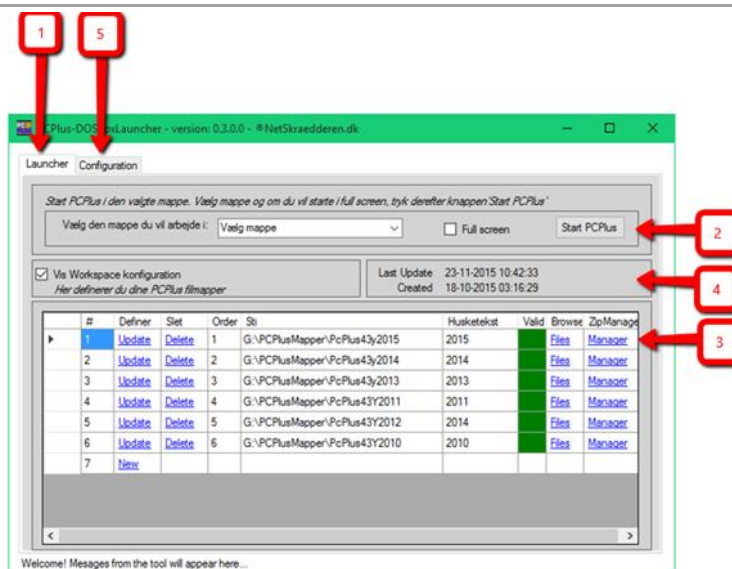 1
5
PCPlus-DOSBoxLauncher - version: 0.3.0.0 - ®NetSkraedderen.dk
Launcher Configuration
Start PCPlus i den valgte mappe. Vælg mappe og om du vil starte i full screen, tryk derefter knappen'Start PCPlus'
Vælg den mappe du vil arbejde i: Vælg mappe Full screen Start PCPlus
2
Vis Workspace konfiguration
Her definerer du dine PCPlus filmapper
Last Update 23-11-2015 10:42:33
Created 18-10-2015 03:16:29
4
# Definer Slet Order Sti Husketekst Valid Browse ZipManage
1 Update Delete 1 G:\PCPlusMapper\PcPlus43y2015 2015 Files Manager
3
2 Update Delete 2 G:\PCPlusMapper\PcPlus43y2014 2014 Files Manager
3 Update Delete 3 G:\PCPlusMapper\PcPlus43y2013 2013 Files Manager
4 Update Delete 4 G:\PCPlusMapper\PcPlus43Y2011 2011 Files Manager
5 Update Delete 5 G:\PCPlusMapper\PcPlus43Y2012 2014 Files Manager
6 Update Delete 6 G:\PCPlusMapper\PcPlus43Y2010 2010 Files Manager
7 New
Welcome! Mesages from the tool will appear here...